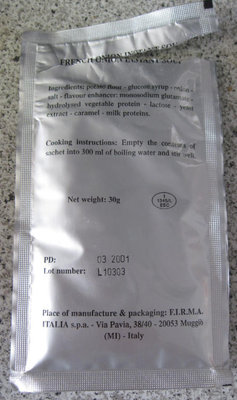 FRENCH ONION INSTANT SOUP
Ingredients: potato flour - glucose syrup - onion -
salt - flavour enhancer: monosodium glutamate -
hydrolysed vegetable protein - lactose - yeast
extract - caramel - milk proteins.
Cooking instructions: Empty the contents of
sachet into 300 ml of boiling water and stir well.
Net weight: 30g
I
EEC
PD: 03 2001
Lot number: L10303
Place of manufacture & packaging: F.I.R.M.A.
ITALIA s.p.a. - Via Pavia, 38/40 - 20053 Muggiò
(MI) - Italy